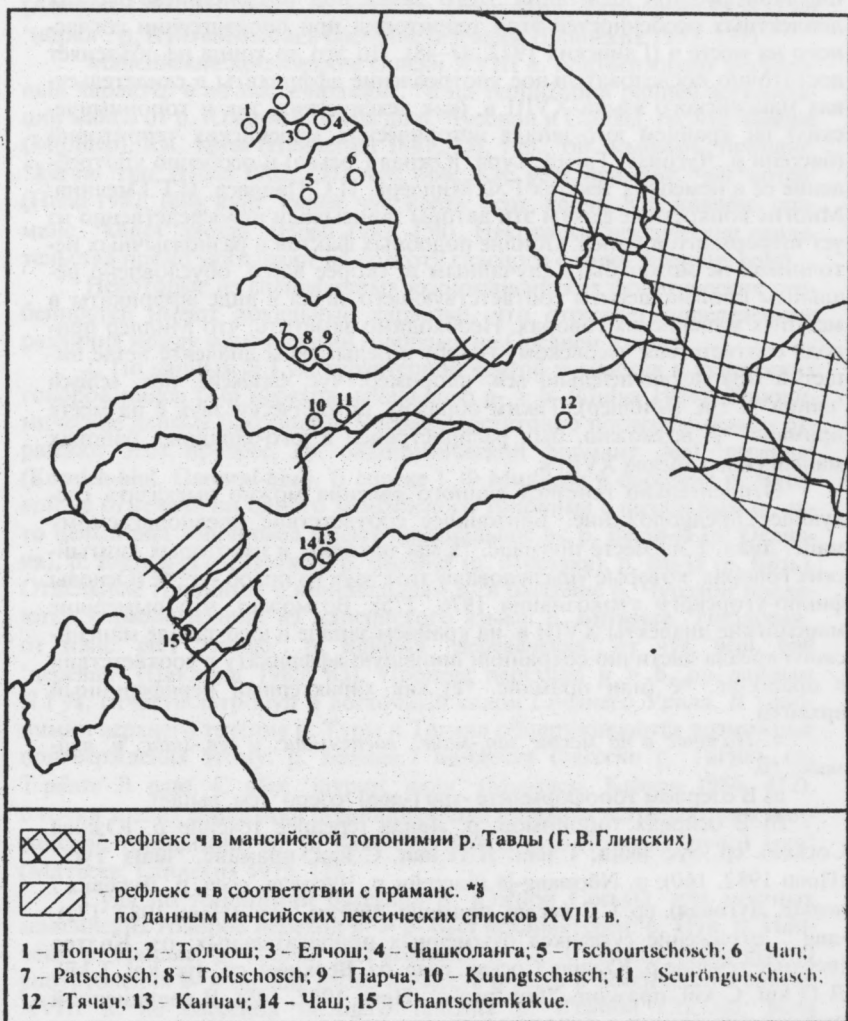 1
2
3
4
5
6
7
8
9
10
11
12
13
14
15
– рефлекс ч в мансийской топонимии р. Тавды (Г.В.Глинских)
– рефлекс ч в соответствии с праманс. *š
по данным мансийских лексических списков XVIII в.
1 – Попчош; 2 – Толчош; 3 – Елчош; 4 – Чашколанга; 5 – Tschourtschosch; 6 – Чап;
7 – Patschosch; 8 – Toltschosch; 9 – Парча; 10 – Kuungtschasch; 11 – Seuröngutschasch;
12 – Тячач; 13 – Канчач; 14 – Чаш; 15 – Chantschemkakue.